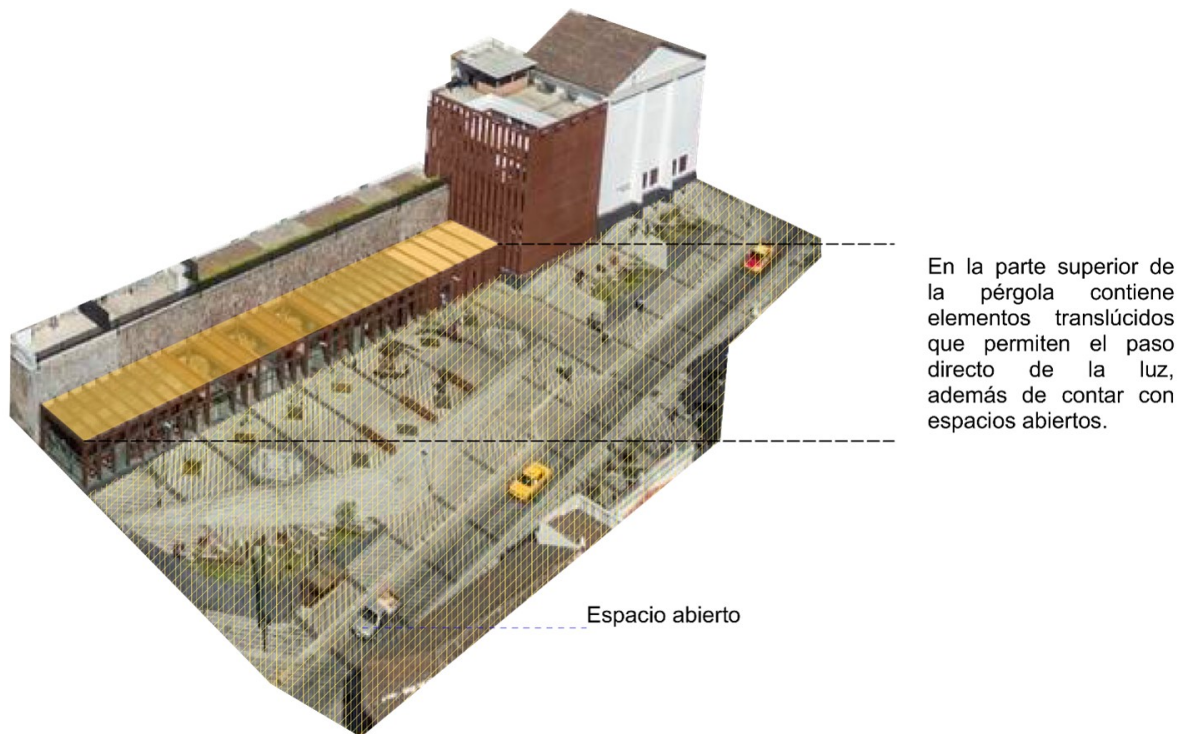 En la parte superior de
la pérgola contiene
elementos translúcidos
que permiten el paso
directo de la luz,
además de contar con
espacios abiertos.
Espacio abierto